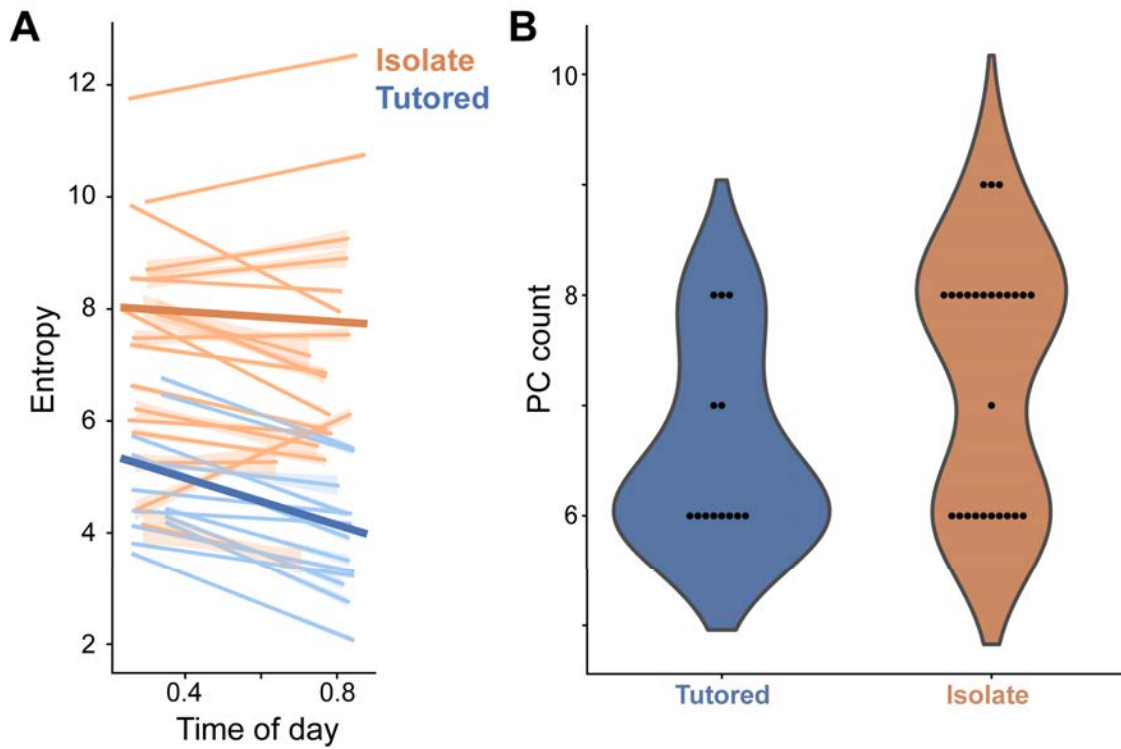 A
Isolate
Tutored
12
10
8
6
4
2
Entropy
0.4 0.8
Time of day
B
10
8
6
PC count
Tutored Isolate